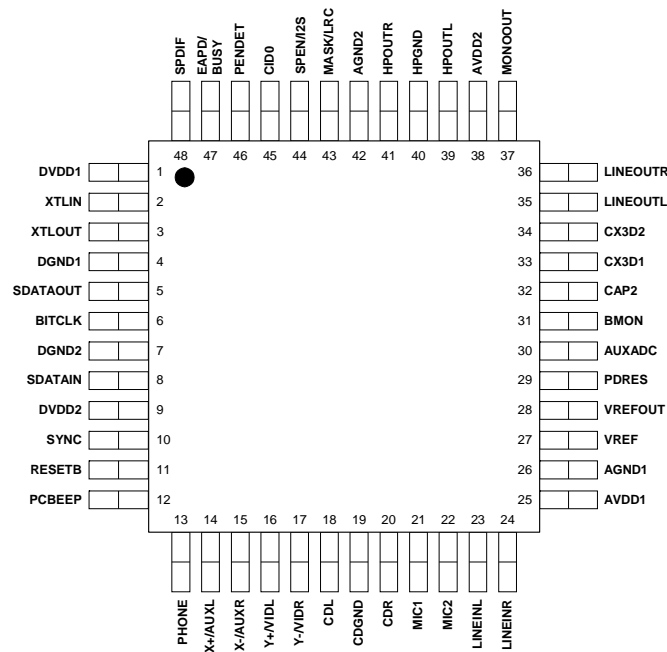 SPDIF
EAPD/
BUSY
PENDET
CID0
SPEN/I2S
MASK/LRC
AGND2
HPOUTR
HPGND
HPOUTL
AVDD2
MONOOUT
48 47 46 45 44 43 42 41 40 39 38 37
DVDD1 1 36 LINEOUTR
XTLIN 2 35 LINEOUTL
XTLOUT 3 34 CX3D2
DGND1 4 33 CX3D1
SDATAOUT 5 32 CAP2
BITCLK 6 31 BMON
DGND2 7 30 AUXADC
SDATAIN 8 29 PDRES
DVDD2 9 28 VREFOUT
SYNC 10 27 VREF
RESETB 11 26 AGND1
PCBEEP 12 25 AVDD1
13 14 15 16 17 18 19 20 21 22 23 24
PHONE
X+/AUXL
X-/AUXR
Y+/VIDL
Y-/VIDR
CDL
CDGND
CDR
MIC1
MIC2
LINEINL
LINEINR